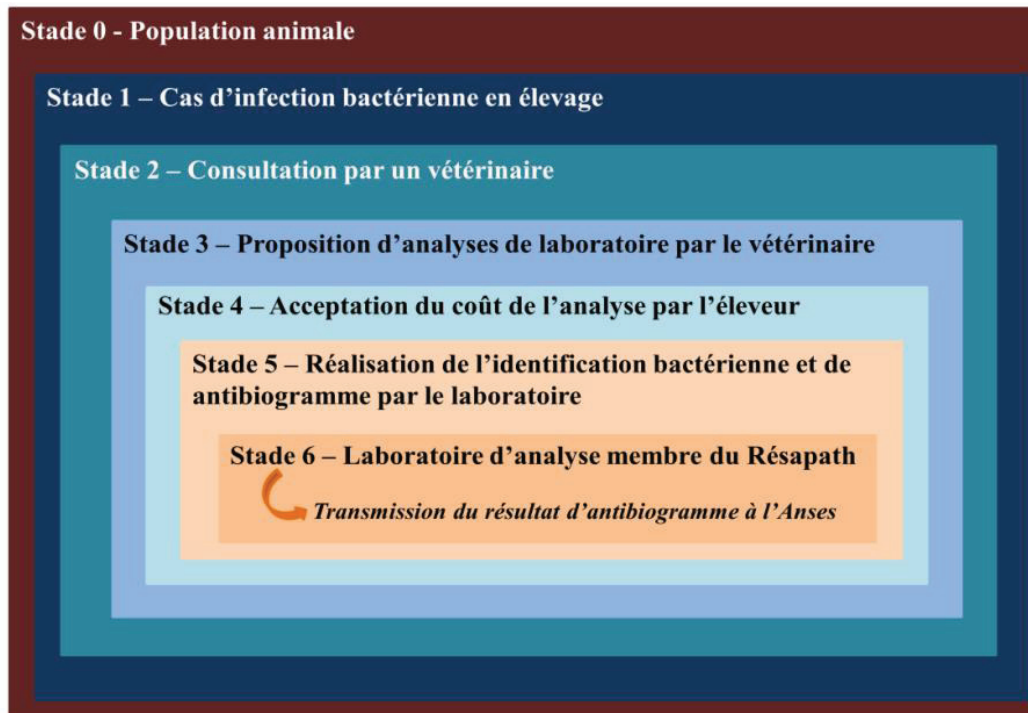 Stade 0 - Population animale
Stade 1 – Cas d'infection bactérienne en élevage
Stade 2 – Consultation par un vétérinaire
Stade 3 – Proposition d'analyses de laboratoire par le vétérinaire
Stade 4 – Acceptation du coût de l'analyse par l'éleveur
Stade 5 – Réalisation de l'identification bactérienne et de
antibiogramme par le laboratoire
Stade 6 – Laboratoire d'analyse membre du Résapath
Transmission du résultat d'antibiogramme à l'Anses